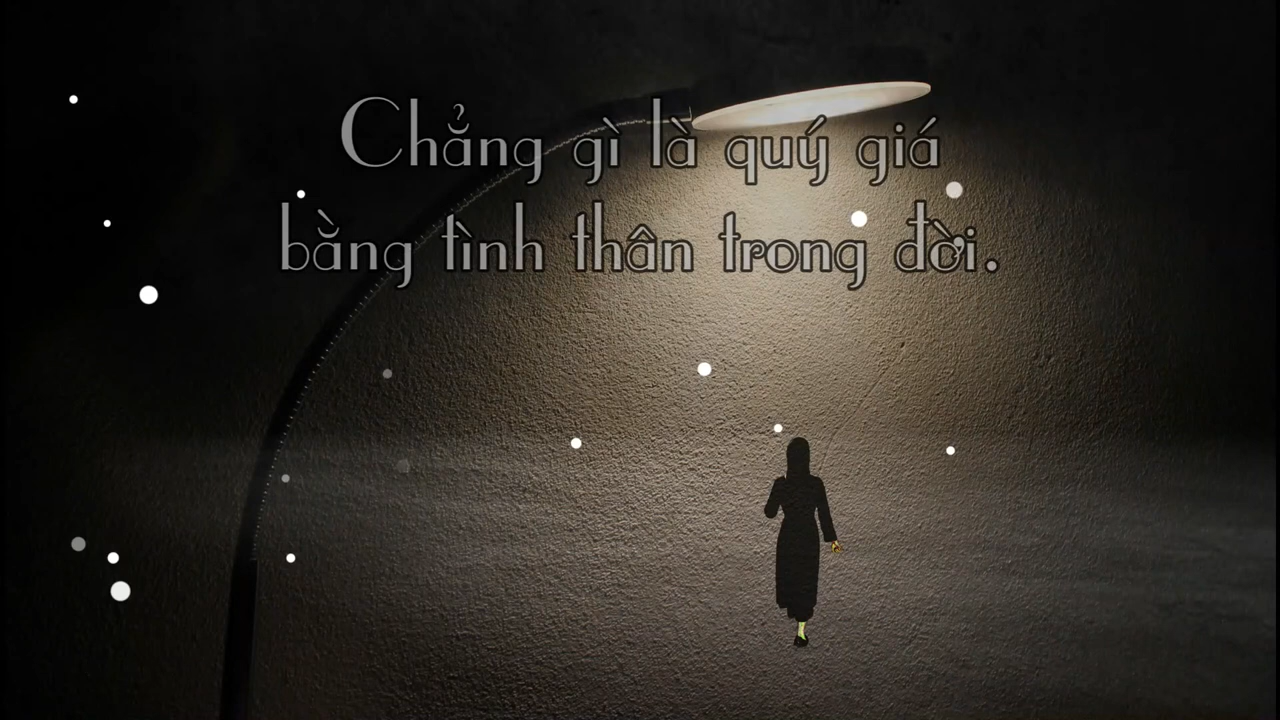 Chẳng gì là quý giá
bằng tình thân trong đời.